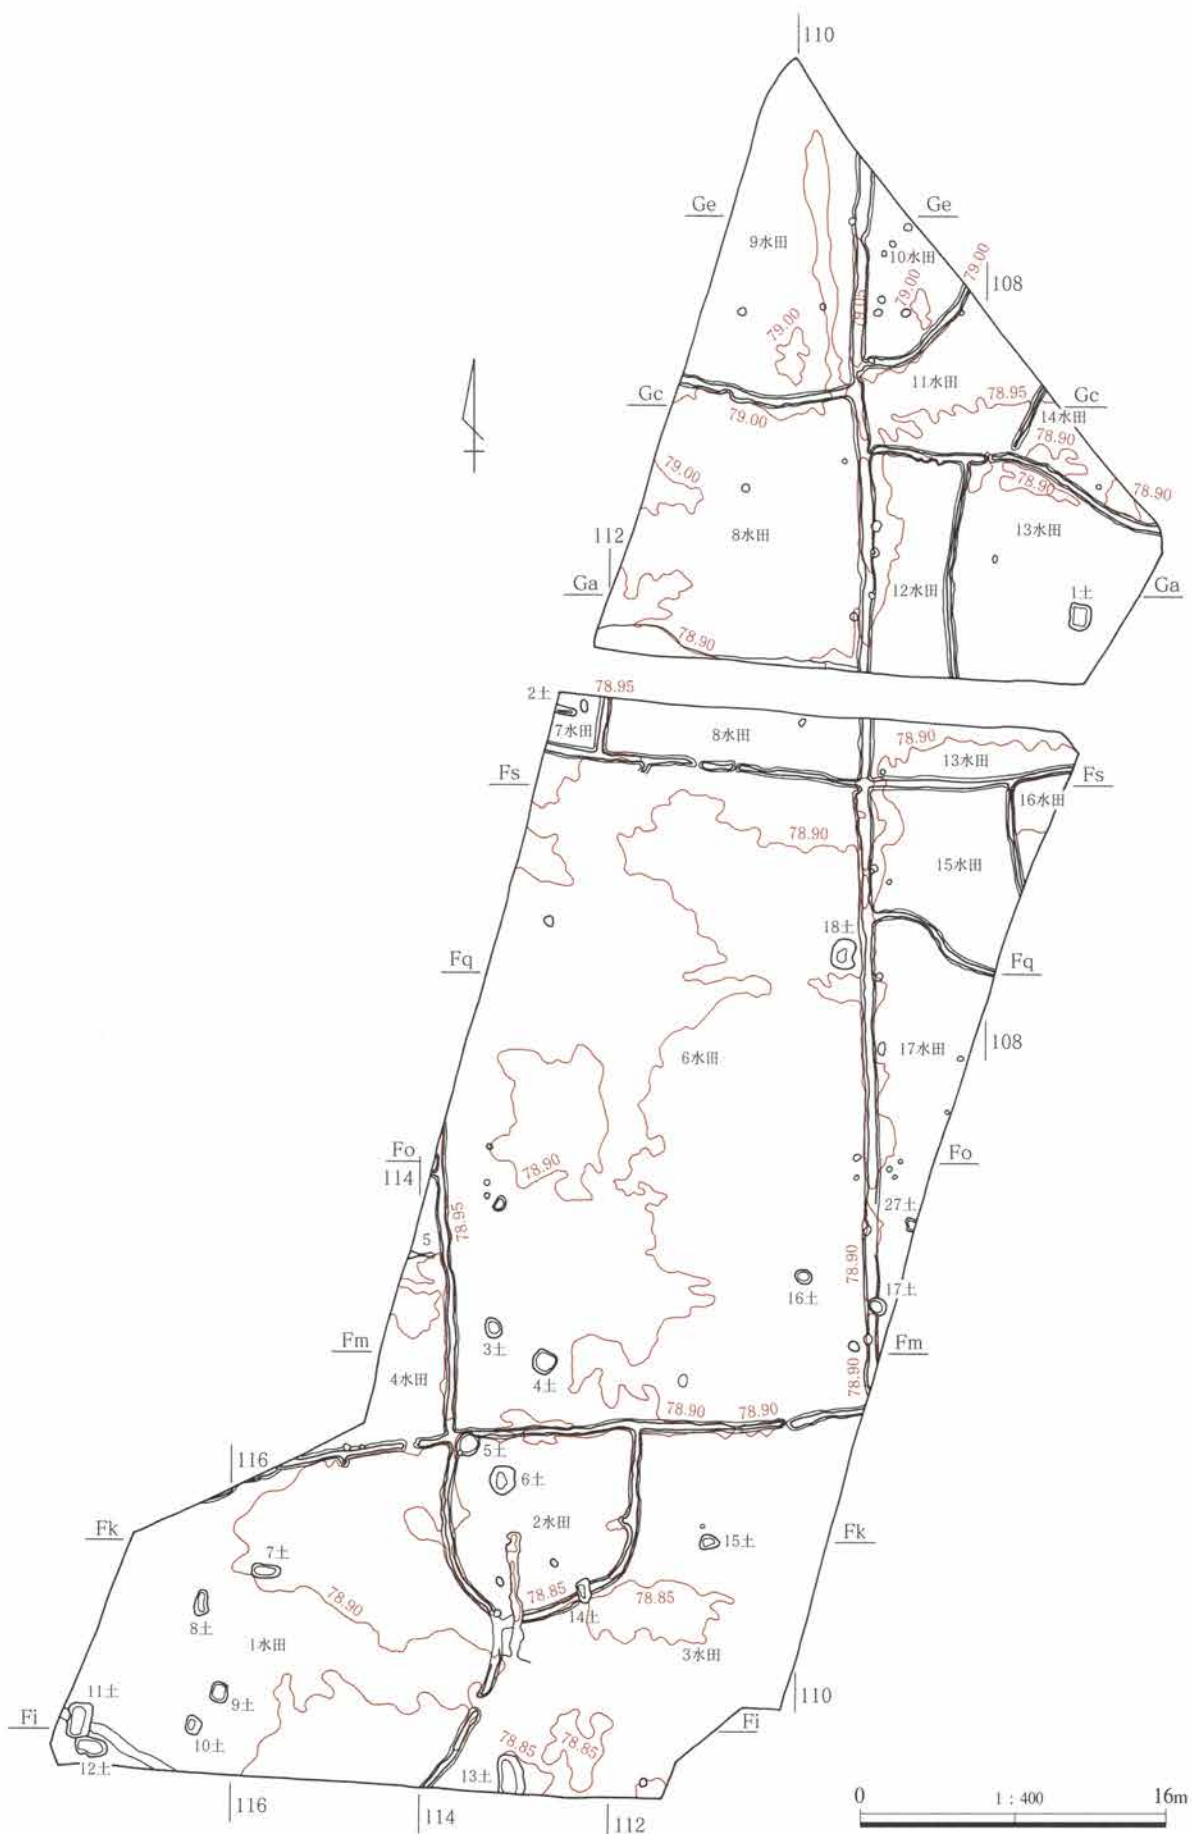 110
Ge
Ge
9水田
10水田
79.00
108
79.05
79.00
79.00
11水田
Gc
78.95
Gc
14水田
79.00
78.90
79.00
78.90
78.90
8水田
13水田
112
Ga
12水田
Ga
1土
78.90
2土
78.95
7水田
8水田
78.90
13水田
Fs
Fs
16水田
78.90
15水田
18土
Fq
Fq
108
6水田
17水田
Fo
Fo
114
78.90
78.95
27土
5
78.90
16土
17土
3土
Fm
Fm
4土
4水田
78.90
78.90
78.90
5土
116
6土
2水田
Fk
15土
Fk
7土
78.85
78.85
78.90
14土
8土
1水田
3水田
11土
9土
110
Fi
Fi
10土
78.85
78.85
12土
13土
116
114
112
0
1：400
16m